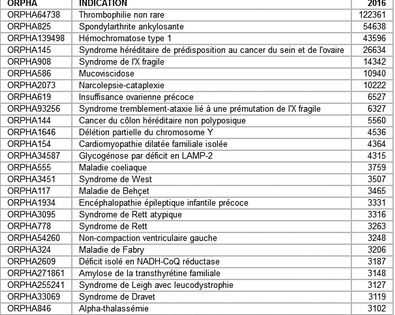 ORPHA INDICATION 2016
ORPHA64738 Thrombophilie non rare 122361
ORPHA825 Spondylarthrite ankylosante 54638
ORPHA139498 Hémochromatose type 1 43596
ORPHA145 Syndrome héréditaire de prédisposition au cancer du sein et de l'ovaire 26634
ORPHA908 Syndrome de l'X fragile 14342
ORPHA586 Mucoviscidose 10940
ORPHA2073 Narcolepsie-cataplexie 10222
ORPHA619 Insuffisance ovarienne précoce 6527
ORPHA93256 Syndrome tremblement-ataxie lié à une prémutation de l'X fragile 6327
ORPHA144 Cancer du côlon héréditaire non polyposique 5560
ORPHA1646 Délétion partielle du chromosome Y 4536
ORPHA154 Cardiomyopathie dilatée familiale isolée 4364
ORPHA34587 Glycogénose par déficit en LAMP-2 4315
ORPHA555 Maladie coeliaque 3759
ORPHA3451 Syndrome de West 3507
ORPHA117 Maladie de Behçet 3465
ORPHA1934 Encéphalopathie épileptique infantile précoce 3331
ORPHA3095 Syndrome de Rett atypique 3316
ORPHA778 Syndrome de Rett 3263
ORPHA54260 Non-compaction ventriculaire gauche 3248
ORPHA324 Maladie de Fabry 3206
ORPHA2609 Déficit isolé en NADH-CoQ réductase 3187
ORPHA271861 Amylose de la transthyrétine familiale 3148
ORPHA255241 Syndrome de Leigh avec leucodystrophie 3127
ORPHA33069 Syndrome de Dravet 3119
ORPHA846 Alpha-thalassémie 3102